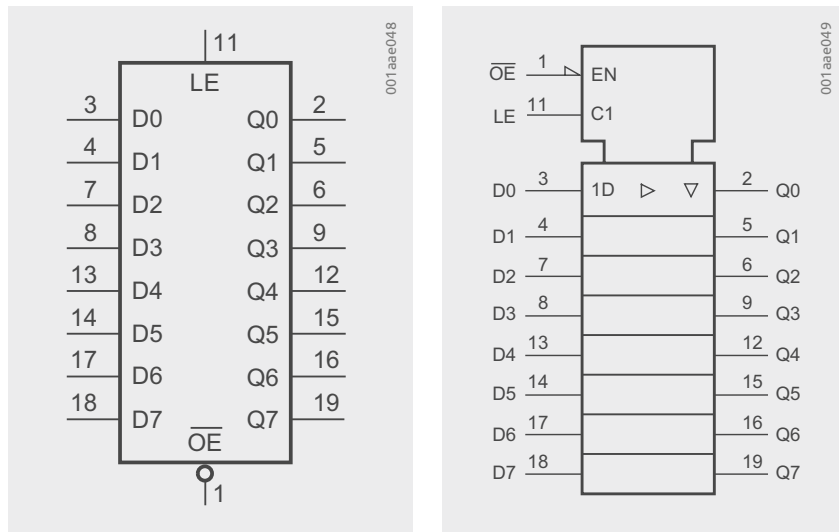 11
LE
001aae048
3 D0 Q0 2
4 D1 Q1 5
7 D2 Q2 6
8 D3 Q3 9
13 D4 Q4 12
14 D5 Q5 15
17 D6 Q6 16
18 D7 Q7 19
O̅E̅
1
001aae049
O̅E̅ 1 EN
LE 11 C1
D0 3 1D 2 Q0
D1 4 5 Q1
D2 7 6 Q2
D3 8 9 Q3
D4 13 12 Q4
D5 14 15 Q5
D6 17 16 Q6
D7 18 19 Q7